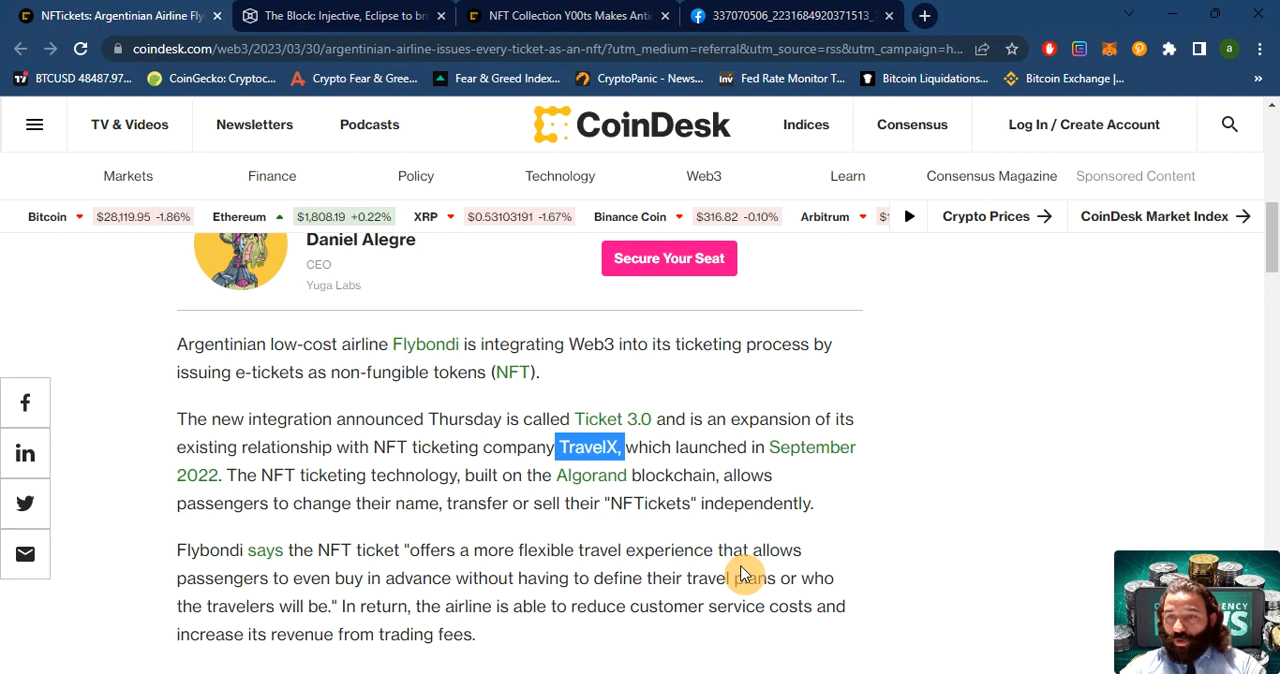 NFTickets: Argentinian Airline Fly
The Block: Injective, Eclipse to bri
NFT Collection Y00ts Makes Antic
337070506_2231684920371513_7
coindesk.com/web3/2023/03/30/argentinian-airline-issues-every-ticket-as-an-nft/?utm_medium=referral&utm_source=rss&utm_campaign=h...
BTCUSD 48487.97...
CoinGecko: Cryptoc...
Crypto Fear & Gree...
Fear & Greed Index...
CryptoPanic - News...
Fed Rate Monitor T...
Bitcoin Liquidations...
Bitcoin Exchange |...
TV & Videos
Newsletters
Podcasts
CoinDesk
Indices
Consensus
Log In / Create Account
Markets
Finance
Policy
Technology
Web3
Learn
Consensus Magazine
Sponsored Content
Bitcoin $28,119.95 -1.86%
Ethereum $1,808.19 +0.22%
XRP $0.53103191 -1.67%
Binance Coin $316.82 -0.10%
Arbitrum
Crypto Prices
CoinDesk Market Index
Daniel Alegre
CEO
Yuga Labs
Secure Your Seat
Argentinian low-cost airline Flybondi is integrating Web3 into its ticketing process by
issuing e-tickets as non-fungible tokens (NFT).
The new integration announced Thursday is called Ticket 3.0 and is an expansion of its
existing relationship with NFT ticketing company TravelX, which launched in September
2022. The NFT ticketing technology, built on the Algorand blockchain, allows
passengers to change their name, transfer or sell their "NFTickets" independently.
Flybondi says the NFT ticket "offers a more flexible travel experience that allows
passengers to even buy in advance without having to define their travel plans or who
the travelers will be." In return, the airline is able to reduce customer service costs and
increase its revenue from trading fees.